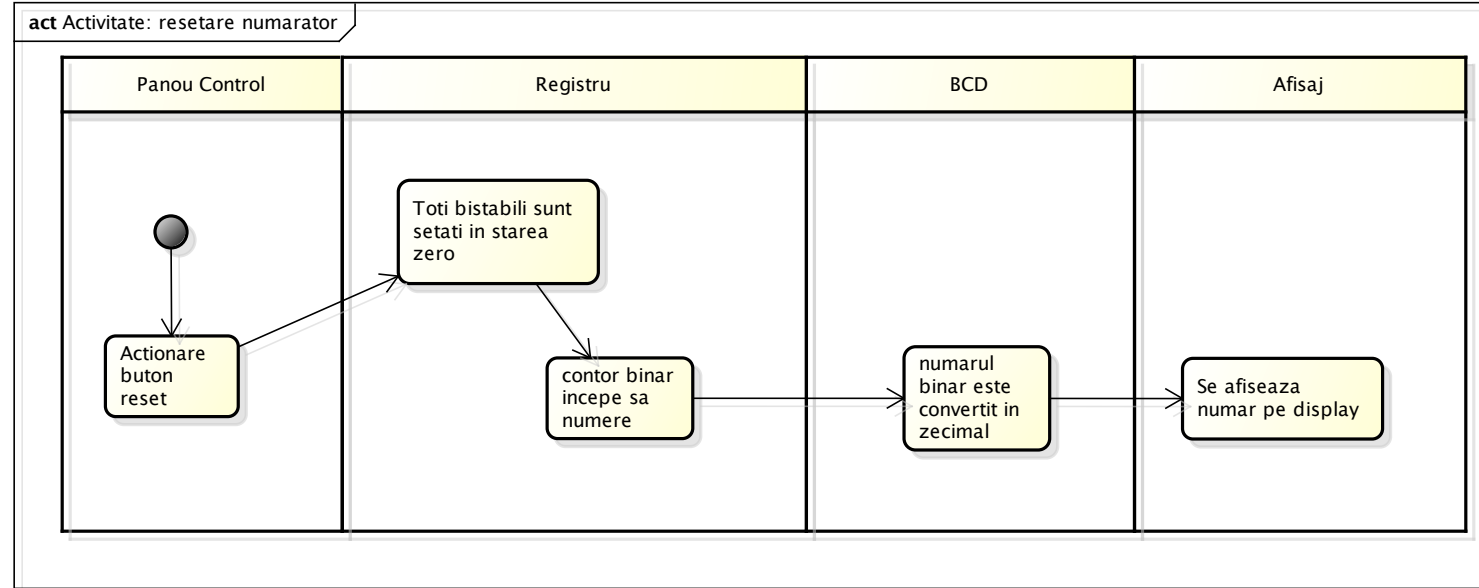 act Activitate: resetare numarator
Panou Control
Registru
BCD
Afisaj
Toti bistabili sunt
setati in starea
zero
Actionare
buton
reset
contor binar
incepe sa
numere
numarul
binar este
convertit in
zecimal
Se afiseaza
numar pe display